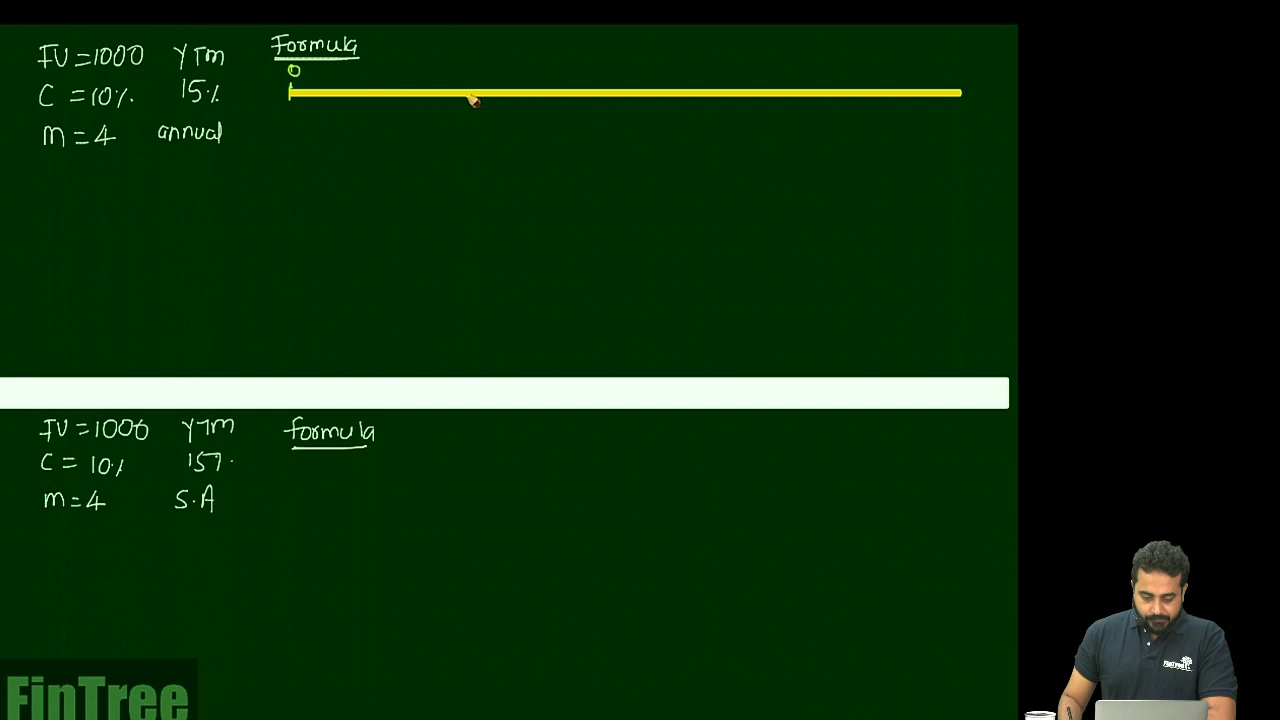 FV = 1000 YTM
C = 10% 15%
m = 4 annual
Formula
0
FV = 1000 YTM
C = 10% 15%
m = 4 S.A
formula
FinTree